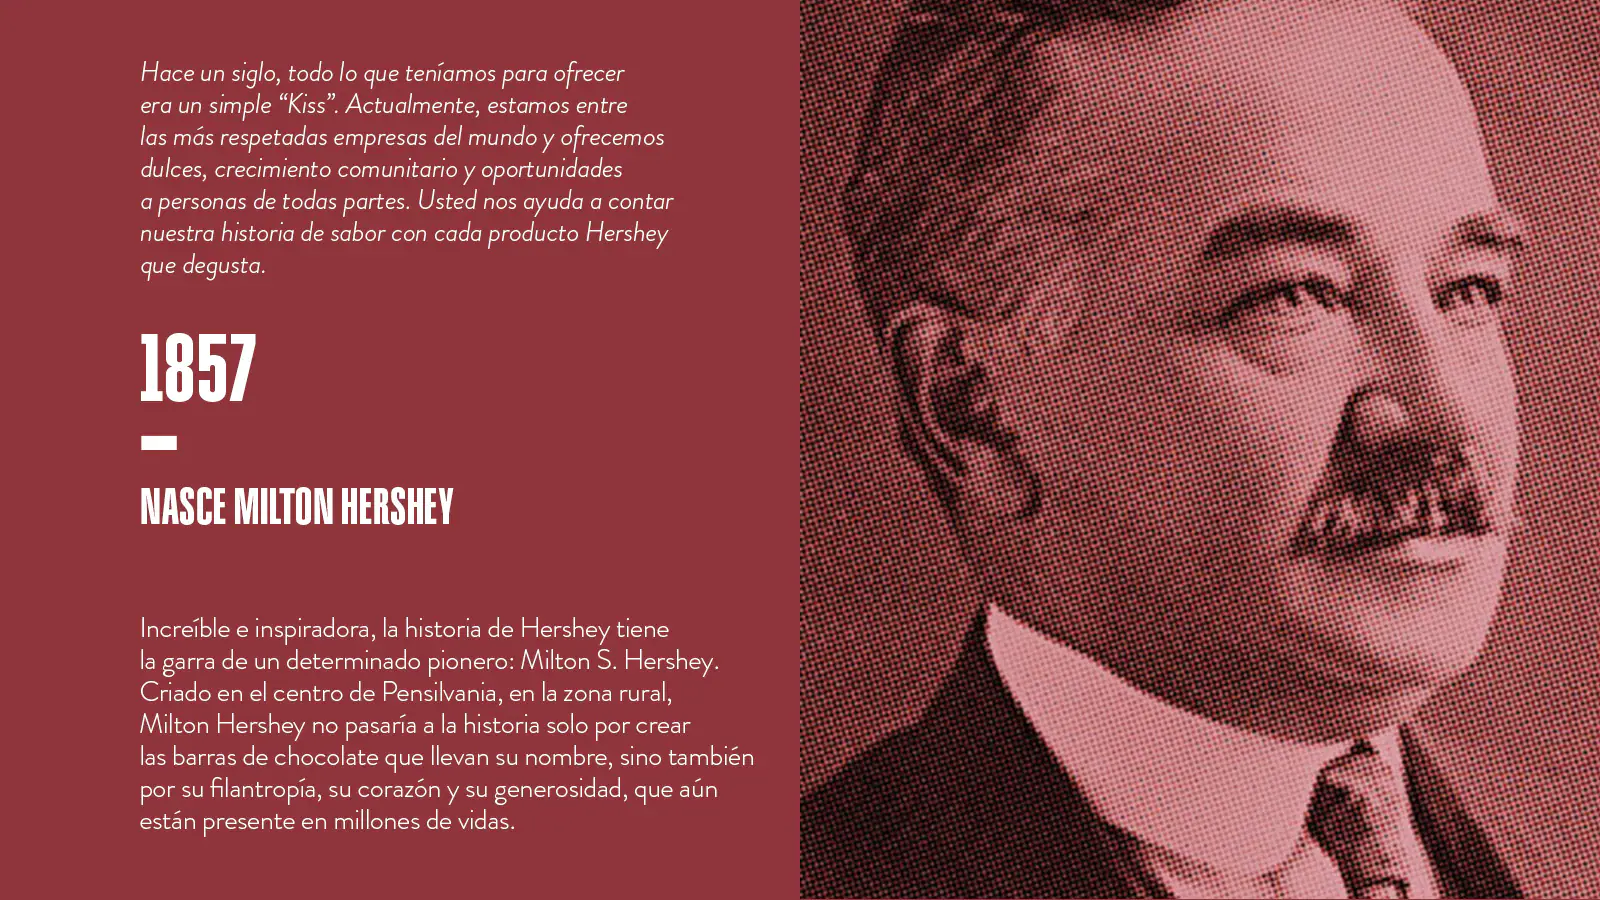 Hace un siglo, todo lo que teníamos para ofrecer
era un simple “Kiss”. Actualmente, estamos entre
las más respetadas empresas del mundo y ofrecemos
dulces, crecimiento comunitario y oportunidades
a personas de todas partes. Usted nos ayuda a contar
nuestra historia de sabor con cada producto Hershey
que degusta.
1857
NASCE MILTON HERSHEY
Increíble e inspiradora, la historia de Hershey tiene
la garra de un determinado pionero: Milton S. Hershey.
Criado en el centro de Pensilvania, en la zona rural,
Milton Hershey no pasaría a la historia solo por crear
las barras de chocolate que llevan su nombre, sino también
por su filantropía, su corazón y su generosidad, que aún
están presente en millones de vidas.